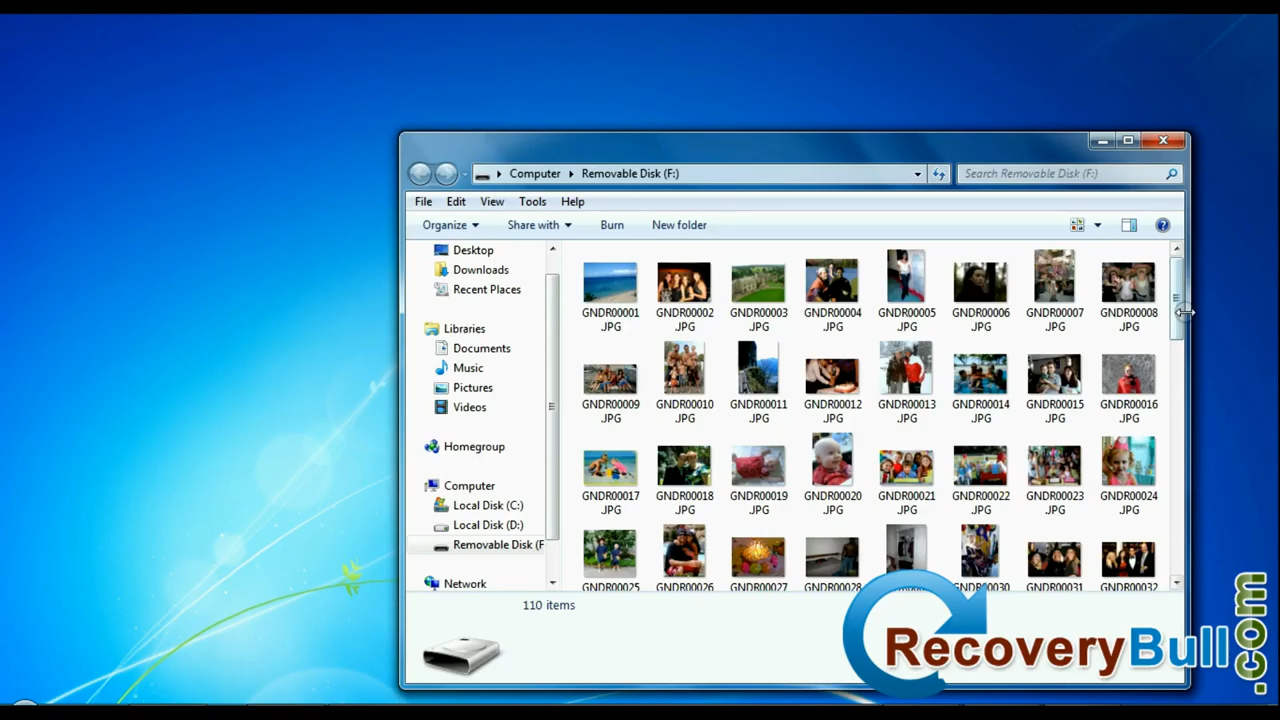 Computer Removable Disk (F:)
Search Removable Disk (F:)
File Edit View Tools Help
Organize Share with Burn New folder
Desktop
Downloads
Recent Places
Libraries
Documents
Music
Pictures
Videos
Homegroup
Computer
Local Disk (C:)
Local Disk (D:)
Removable Disk (F
Network
GNDR00001 GNDR00002 GNDR00003 GNDR00004 GNDR00005 GNDR00006 GNDR00007 GNDR00008
.JPG .JPG .JPG .JPG .JPG .JPG .JPG .JPG
GNDR00009 GNDR00010 GNDR00011 GNDR00012 GNDR00013 GNDR00014 GNDR00015 GNDR00016
.JPG .JPG .JPG .JPG .JPG .JPG .JPG .JPG
GNDR00017 GNDR00018 GNDR00019 GNDR00020 GNDR00021 GNDR00022 GNDR00023 GNDR00024
.JPG .JPG .JPG .JPG .JPG .JPG .JPG .JPG
GNDR00025 GNDR00026 GNDR00027 GNDR00028 GNDR00031 GNDR00032
110 items
RecoveryBull.com